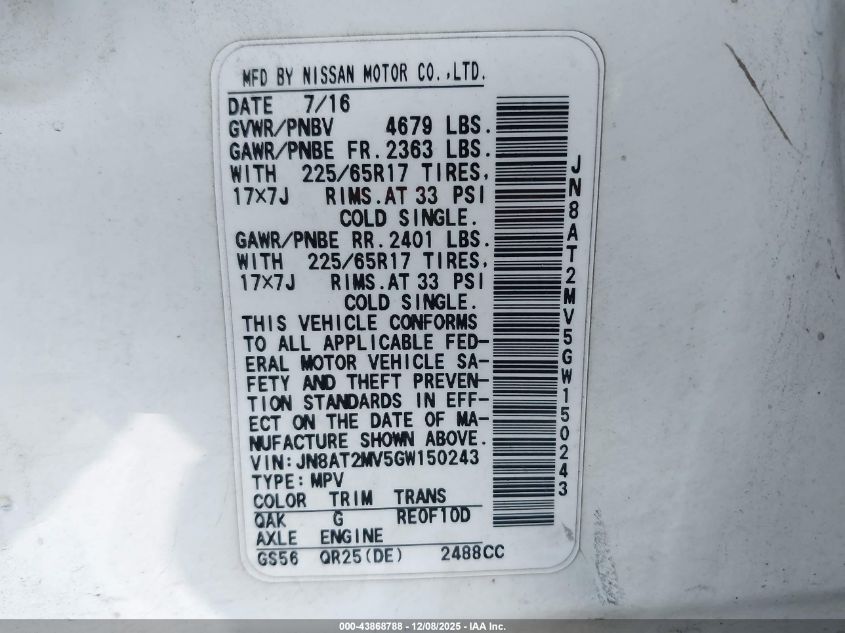 MFD BY NISSAN MOTOR CO.,LTD.
DATE 7/16
GVWR/PNBV 4679 LBS.
GAWR/PNBE FR. 2363 LBS.
WITH 225/65R17 TIRES,
17×7J RIMS.AT 33 PSI
COLD SINGLE.
GAWR/PNBE RR. 2401 LBS.
WITH 225/65R17 TIRES,
17×7J RIMS.AT 33 PSI
COLD SINGLE.
THIS VEHICLE CONFORMS
TO ALL APPLICABLE FED-
ERAL MOTOR VEHICLE SA-
FETY AND THEFT PREVEN-
TION STANDARDS IN EFF-
ECT ON THE DATE OF MA-
NUFACTURE SHOWN ABOVE.
VIN:JN8AT2MV5GW150243
TYPE:MPV
COLOR TRIM TRANS
QAK G RE0F10D
AXLE ENGINE
GS56 QR25(DE) 2488CC
JN8AT2MV5GW150243
000-43868788 - 12/08/2025 - IAA Inc.